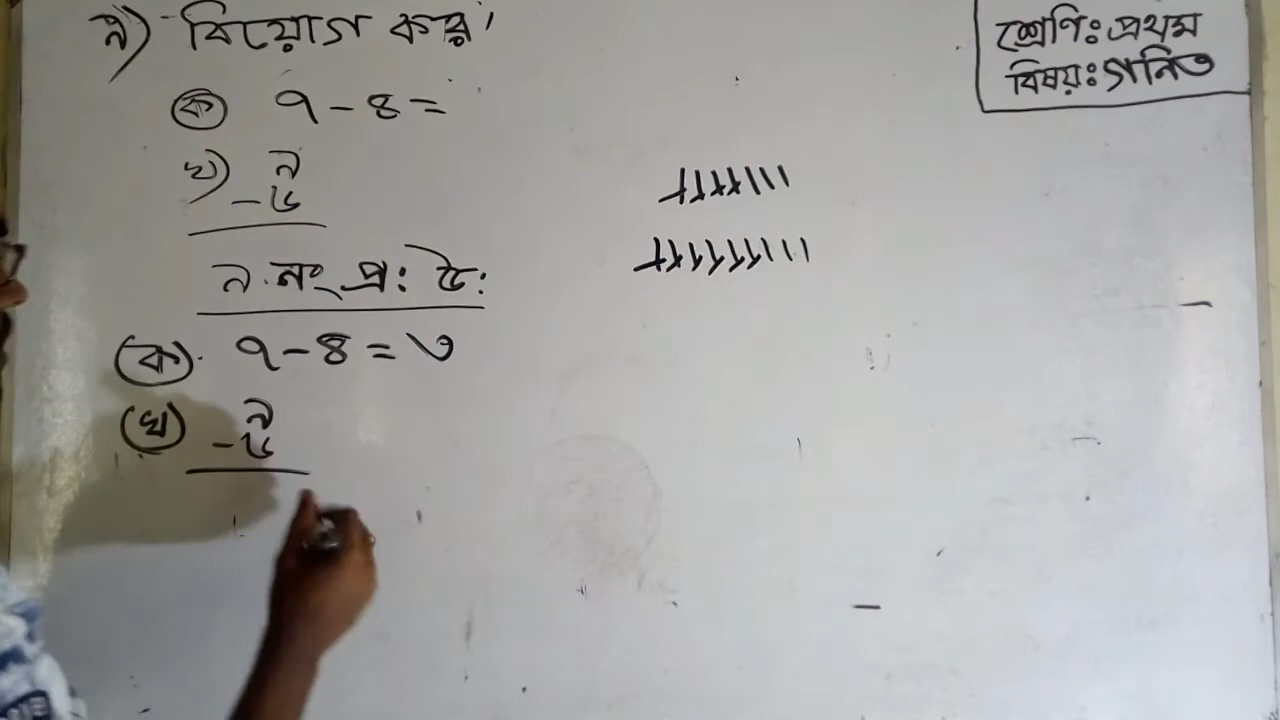 ৯) বিয়োগ কর।
শ্রেণি: প্রথম
বিষয়: গনিত
ক) ৭ - ৪ =
খ) ৯
- ৬
৯ নং প্র: উ:
(ক) ৭ - ৪ = ৩
(খ) ৯
- ৬